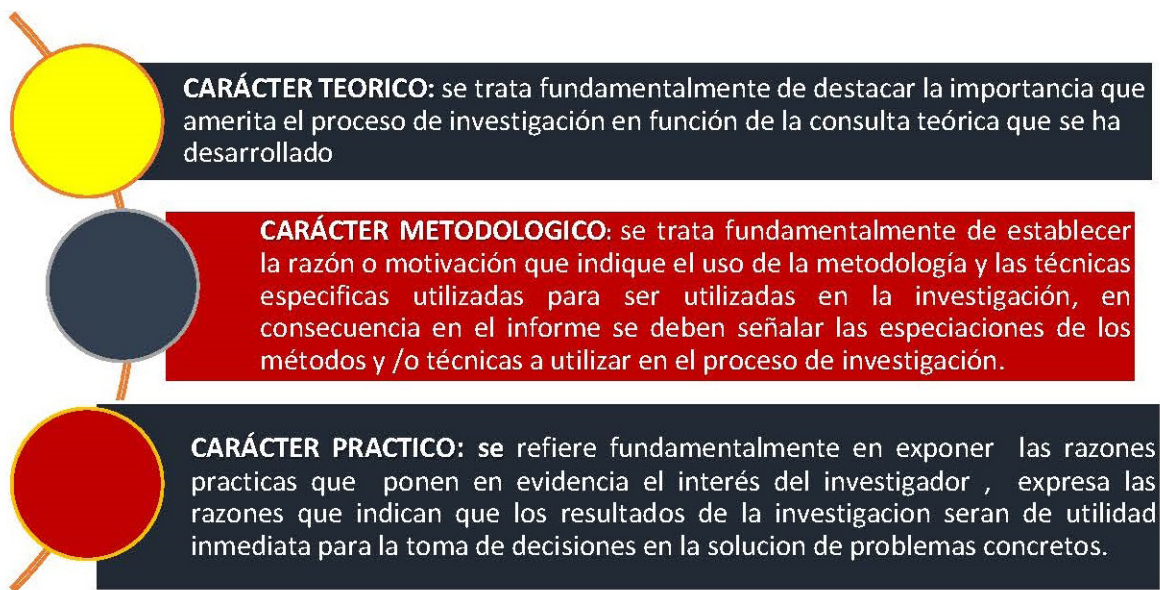 CARÁCTER TEORICO: se trata fundamentalmente de destacar la importancia que
amerita el proceso de investigación en función de la consulta teórica que se ha
desarrollado
CARÁCTER METODOLOGICO: se trata fundamentalmente de establecer
la razón o motivación que indique el uso de la metodología y las técnicas
especificas utilizadas para ser utilizadas en la investigación, en
consecuencia en el informe se deben señalar las especiaciones de los
métodos y /o técnicas a utilizar en el proceso de investigación.
CARÁCTER PRACTICO: se refiere fundamentalmente en exponer las razones
practicas que ponen en evidencia el interés del investigador , expresa las
razones que indican que los resultados de la investigacion seran de utilidad
inmediata para la toma de decisiones en la solucion de problemas concretos.